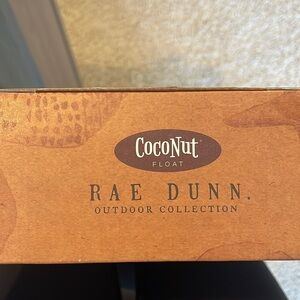 CocoNut
FLOAT
RAE DUNN.
OUTDOOR COLLECTION